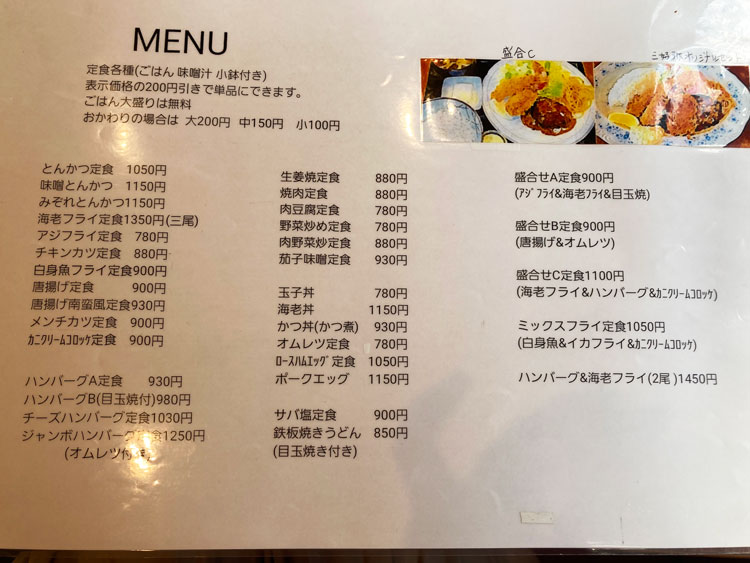 MENU
定食各種(ごはん 味噌汁 小鉢付き)
表示価格の200円引きで単品にできます。
ごはん大盛りは無料
おかわりの場合は 大200円 中150円 小100円
盛合C
とんかつ定食 1050円
味噌とんかつ 1150円
みぞれとんかつ1150円
海老フライ定食1350円(三尾)
アジフライ定食 780円
チキンカツ定食 880円
白身魚フライ定食900円
唐揚げ定食 900円
唐揚げ南蛮風定食930円
メンチカツ定食 900円
ｶﾆｸﾘｰﾑｺﾛｯｹ定食 900円
ハンバーグA定食 930円
ハンバーグB(目玉焼付)980円
チーズハンバーグ定食1030円
ジャンボハンバーグ定食1250円
(オムレツ付き)
生姜焼定食 880円
焼肉定食 880円
肉豆腐定食 780円
野菜炒め定食 780円
肉野菜炒定食 880円
茄子味噌定食 930円
玉子丼 780円
海老丼 1150円
かつ丼(かつ煮) 930円
オムレツ定食 780円
ﾛｰｽﾊﾑｴｯｸﾞ定食 1050円
ポークエッグ 1150円
サバ塩定食 900円
鉄板焼きうどん 850円
(目玉焼き付き)
盛合せA定食900円
(ｱｼﾞﾌﾗｲ&海老ﾌﾗｲ&目玉焼)
盛合せB定食900円
(唐揚げ&オムレツ)
盛合せC定食1100円
(海老フライ&ハンバーグ&ｶﾆｸﾘｰﾑｺﾛｯｹ)
ミックスフライ定食1050円
(白身魚&イカフライ&ｶﾆｸﾘｰﾑｺﾛｯｹ)
ハンバーグ&海老フライ(2尾)1450円